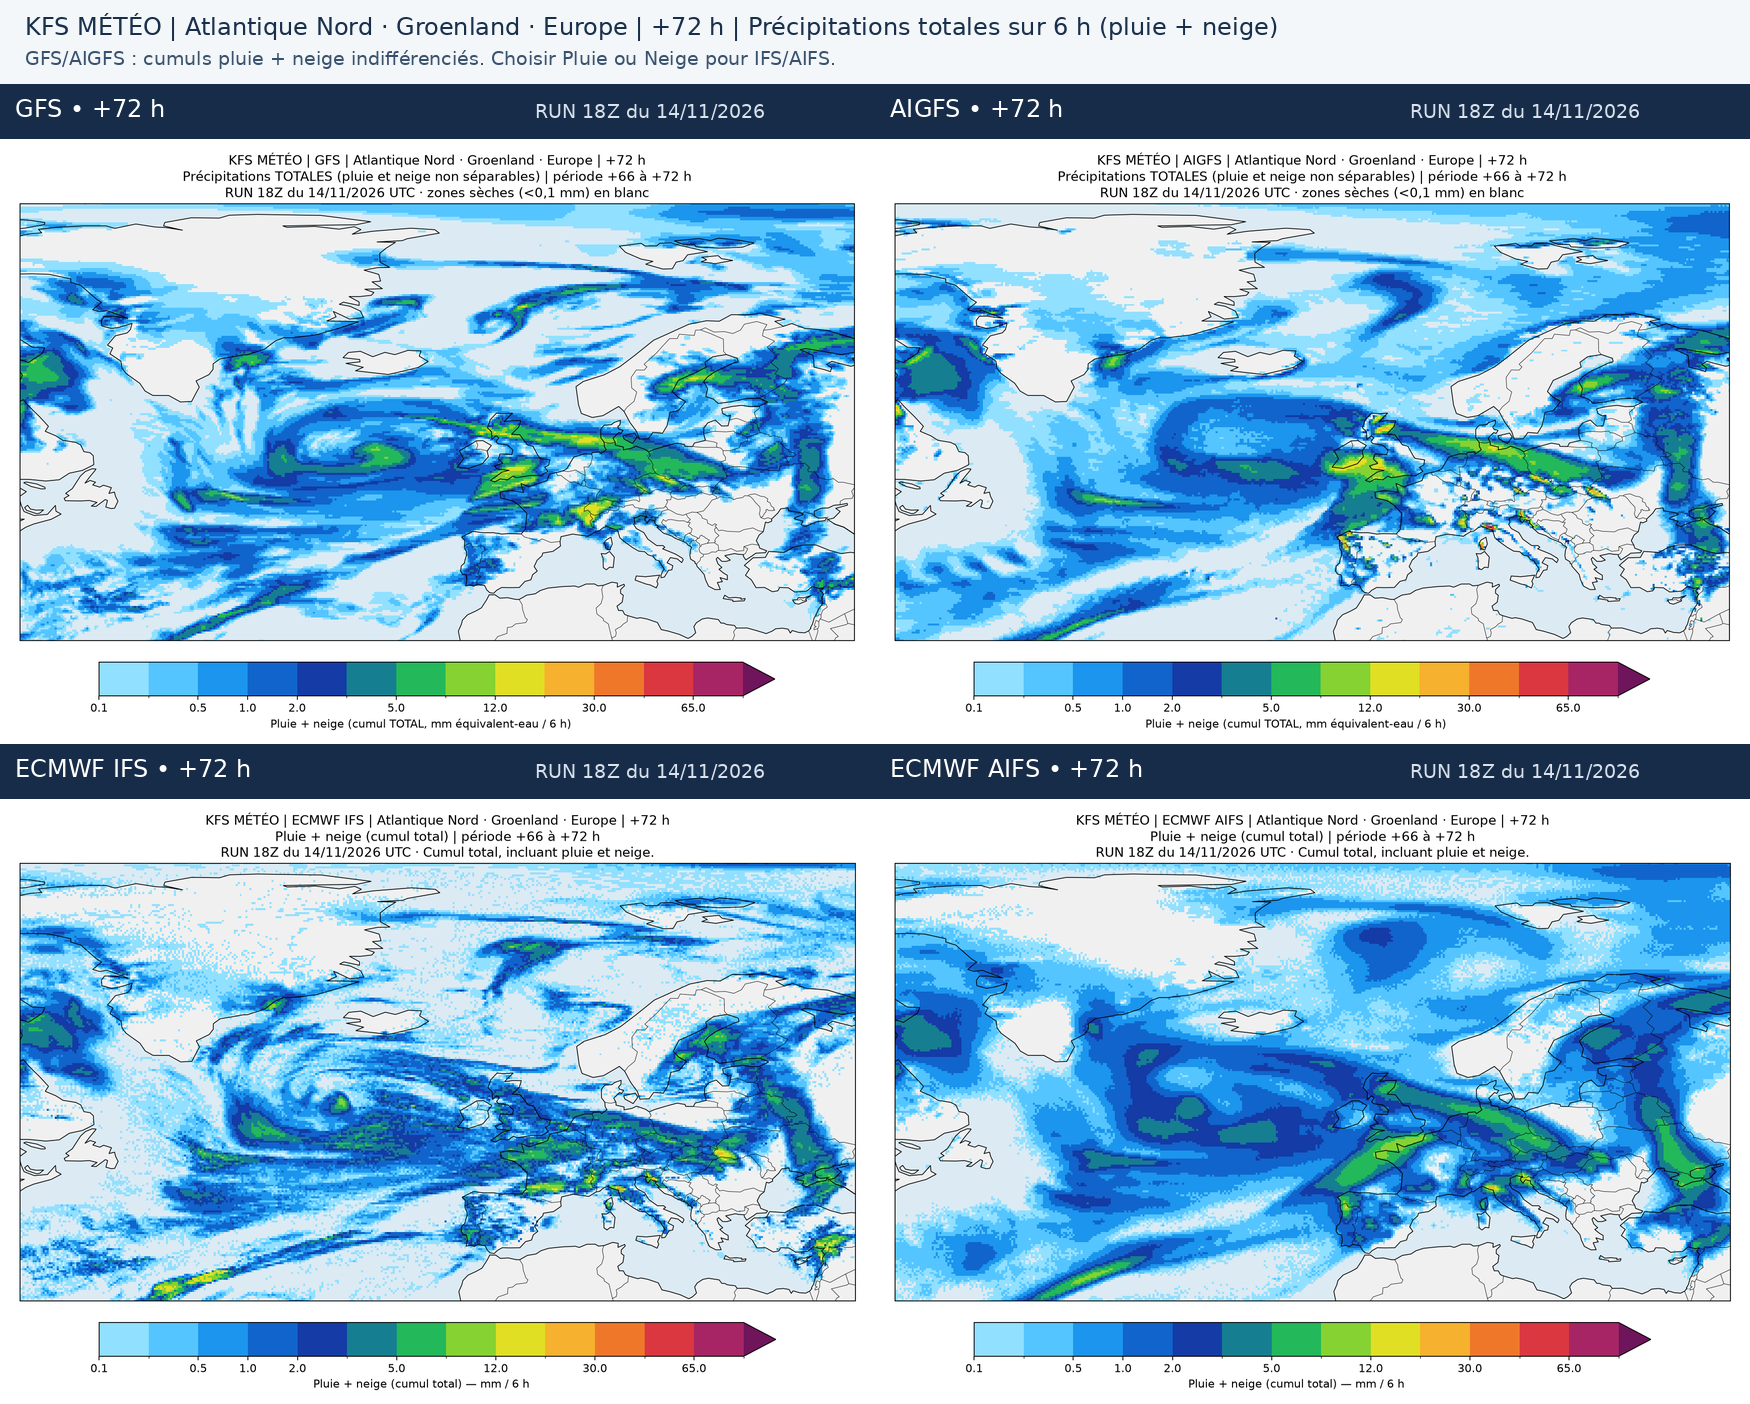 KFS MÉTÉO | Atlantique Nord · Groenland · Europe | +72 h | Précipitations totales sur 6 h (pluie + neige)
GFS/AIGFS : cumuls pluie + neige indifférenciés. Choisir Pluie ou Neige pour IFS/AIFS.
GFS • +72 h
RUN 18Z du 14/11/2026
AIGFS • +72 h
RUN 18Z du 14/11/2026
KFS MÉTÉO | GFS | Atlantique Nord · Groenland · Europe | +72 h
Précipitations TOTALES (pluie et neige non séparables) | période +66 à +72 h
RUN 18Z du 14/11/2026 UTC · zones sèches (<0,1 mm) en blanc
KFS MÉTÉO | AIGFS | Atlantique Nord · Groenland · Europe | +72 h
Précipitations TOTALES (pluie et neige non séparables) | période +66 à +72 h
RUN 18Z du 14/11/2026 UTC · zones sèches (<0,1 mm) en blanc
0.1 0.5 1.0 2.0 5.0 12.0 30.0 65.0
Pluie + neige (cumul TOTAL, mm équivalent-eau / 6 h)
0.1 0.5 1.0 2.0 5.0 12.0 30.0 65.0
Pluie + neige (cumul TOTAL, mm équivalent-eau / 6 h)
ECMWF IFS • +72 h
RUN 18Z du 14/11/2026
ECMWF AIFS • +72 h
RUN 18Z du 14/11/2026
KFS MÉTÉO | ECMWF IFS | Atlantique Nord · Groenland · Europe | +72 h
Pluie + neige (cumul total) | période +66 à +72 h
RUN 18Z du 14/11/2026 UTC · Cumul total, incluant pluie et neige.
KFS MÉTÉO | ECMWF AIFS | Atlantique Nord · Groenland · Europe | +72 h
Pluie + neige (cumul total) | période +66 à +72 h
RUN 18Z du 14/11/2026 UTC · Cumul total, incluant pluie et neige.
0.1 0.5 1.0 2.0 5.0 12.0 30.0 65.0
Pluie + neige (cumul total) — mm / 6 h
0.1 0.5 1.0 2.0 5.0 12.0 30.0 65.0
Pluie + neige (cumul total) — mm / 6 h